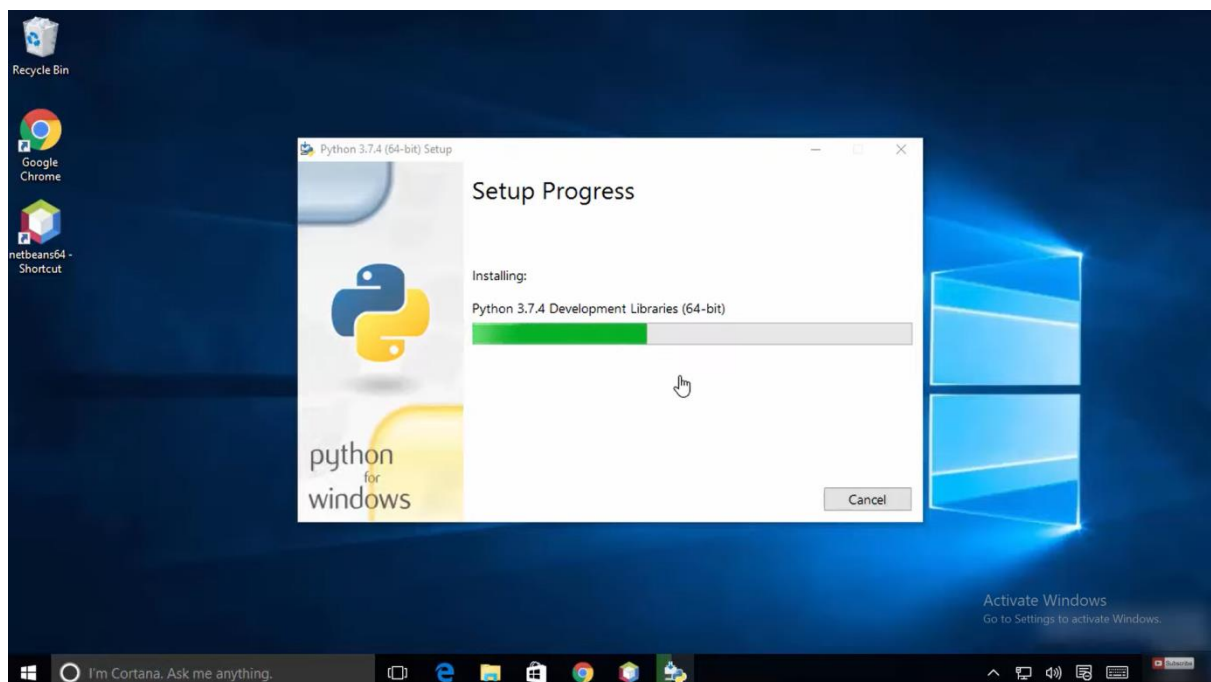 Recycle Bin
Google
Chrome
netbeans64 -
Shortcut
Python 3.7.4 (64-bit) Setup
Setup Progress
Installing:
Python 3.7.4 Development Libraries (64-bit)
python
for
windows
Cancel
Activate Windows
Go to Settings to activate Windows.
I'm Cortana. Ask me anything.
Subscribe